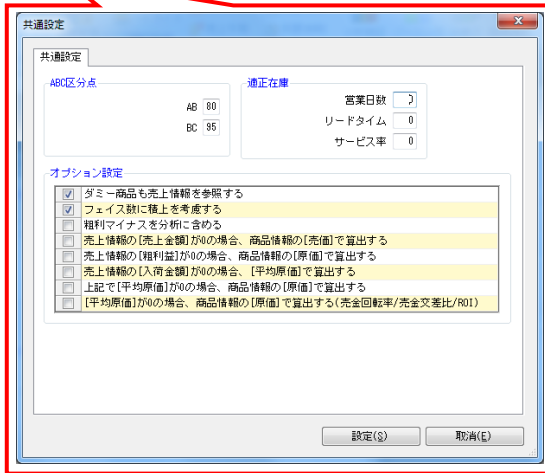 共通設定
共通設定
ABC区分点
AB 80
BC 95
適正在庫
営業日数
リードタイム 0
サービス率 0
オプション設定
ダミー商品も売上情報を参照する
フェイス数に積上を考慮する
粗利マイナスを分析に含める
売上情報の[売上金額]が0の場合、商品情報の[売価]で算出する
売上情報の[粗利益]が0の場合、商品情報の[原価]で算出する
売上情報の[入荷金額]が0の場合、[平均原価]で算出する
上記で[平均原価]が0の場合、商品情報の[原価]で算出する
[平均原価]が0の場合、商品情報の[原価]で算出する(売金回転率/売金交差比/ROI)
設定(S) 取消(E)